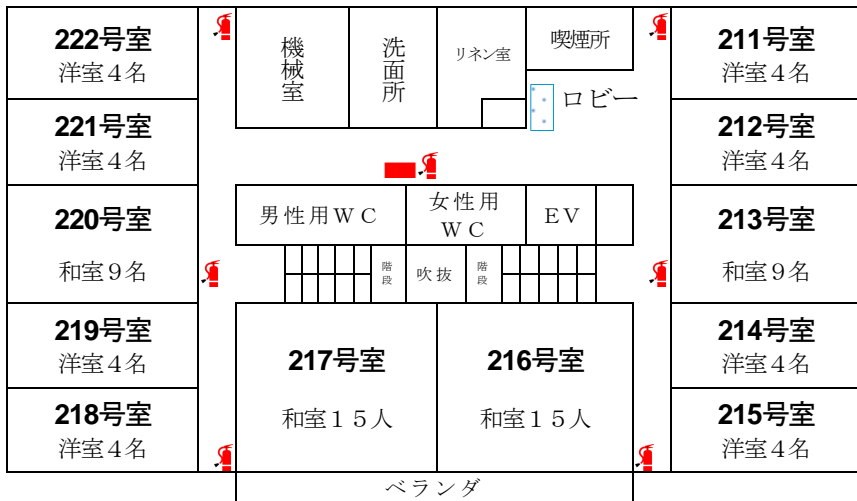 222号室
洋室４名
221号室
洋室４名
220号室
和室９名
219号室
洋室４名
218号室
洋室４名
機械室
洗面所
リネン室
喫煙所
ロビー
男性用ＷＣ
女性用
ＷＣ
ＥＶ
階段
吹抜
階段
217号室
和室１５人
216号室
和室１５人
ベランダ
211号室
洋室４名
212号室
洋室４名
213号室
和室９名
214号室
洋室４名
215号室
洋室４名